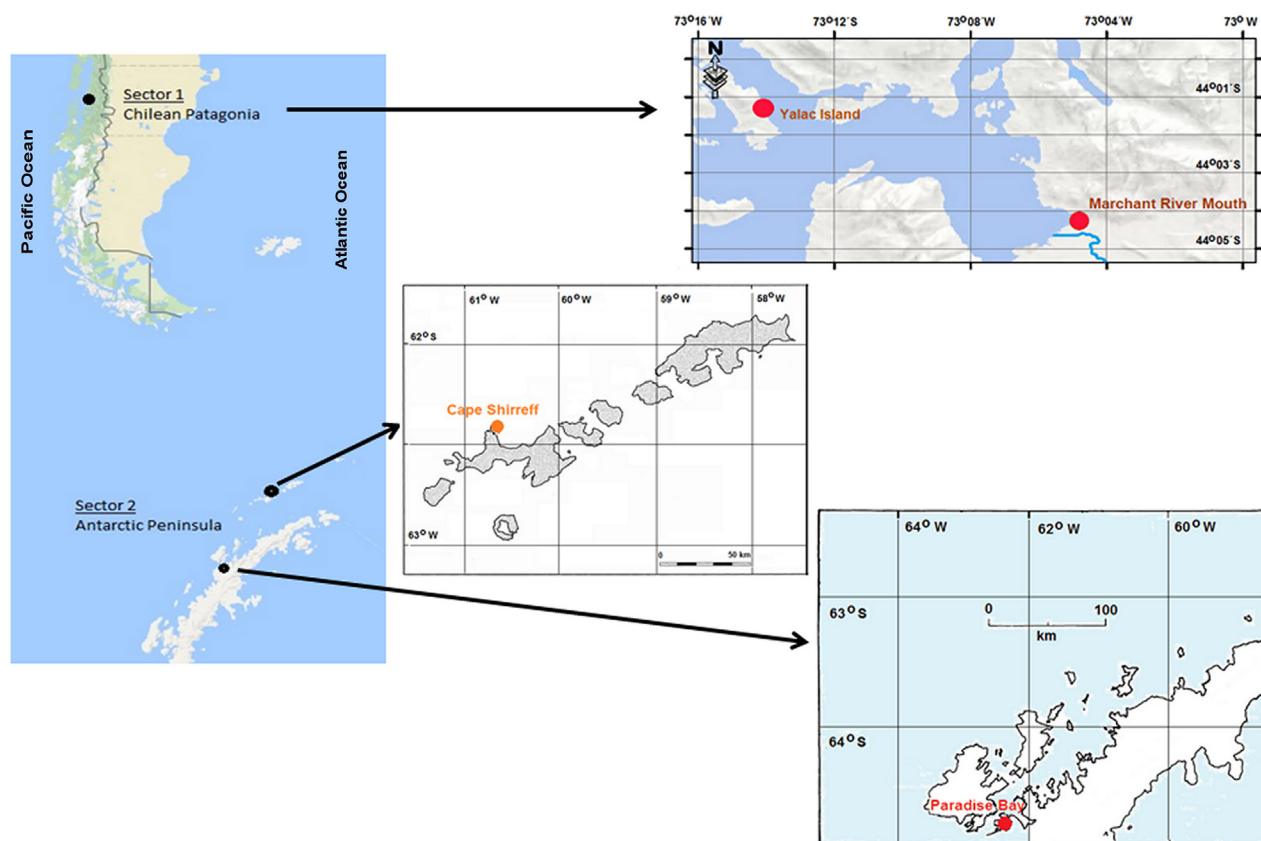 Sector 1
Chilean Patagonia
Pacific Ocean
Atlantic Ocean
Sector 2
Antarctic Peninsula
73°16 W 73°12´S 73°08´W 73°04´W 73°W
N
44°01´S
Yalac Island
44°03´S
Marchant River Mouth
44°05´S
61°W 60°W 59°W 58°W
62°S
Cape Shirreff
63°W
0 50 km
64°W 62°W 60°W
63°S
0 100
km
64°S
Paradise Bay